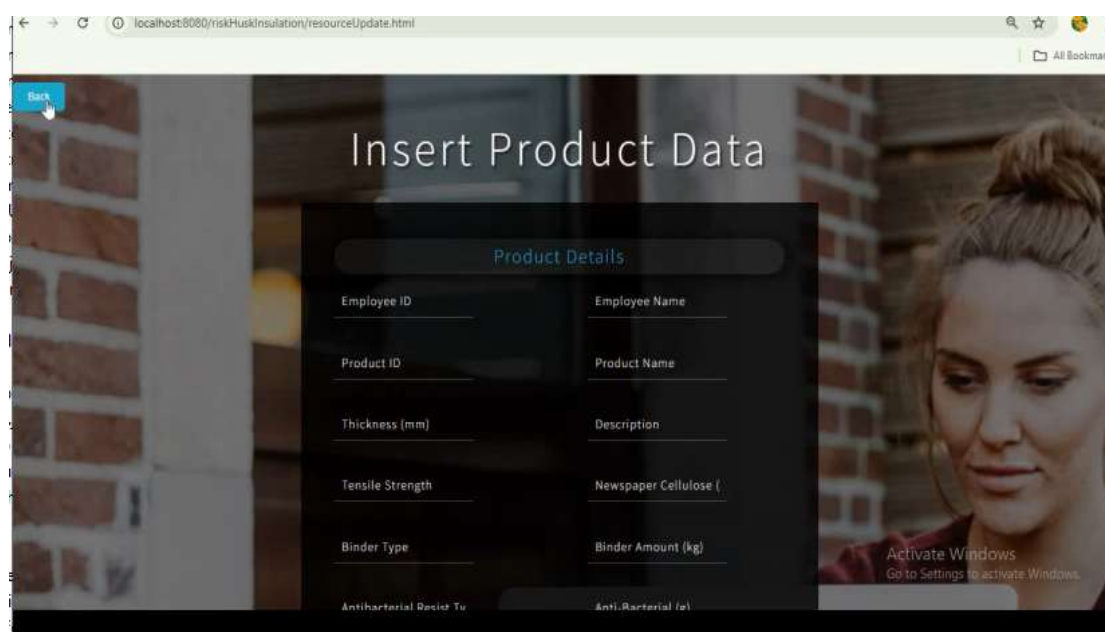 localhost:8080/riskHuskInsulation/resourceUpdate.html
All Bookmar
Back
Insert Product Data
Product Details
Employee ID Employee Name
Product ID Product Name
Thickness (mm) Description
Tensile Strength Newspaper Cellulose (
Binder Type Binder Amount (kg)
Activate Windows
Go to Settings to activate Windows.
Antibacterial Resist Ty Anti-Bacterial (g)